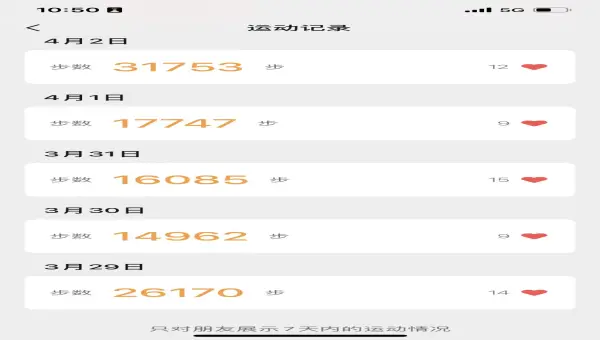 10:50 5G
运动记录
4月2日
步数 31753 步 12
4月1日
步数 17747 步 9
3月31日
步数 16085 步 15
3月30日
步数 14962 步 9
3月29日
步数 26170 步 14
只对朋友展示7天内的运动情况